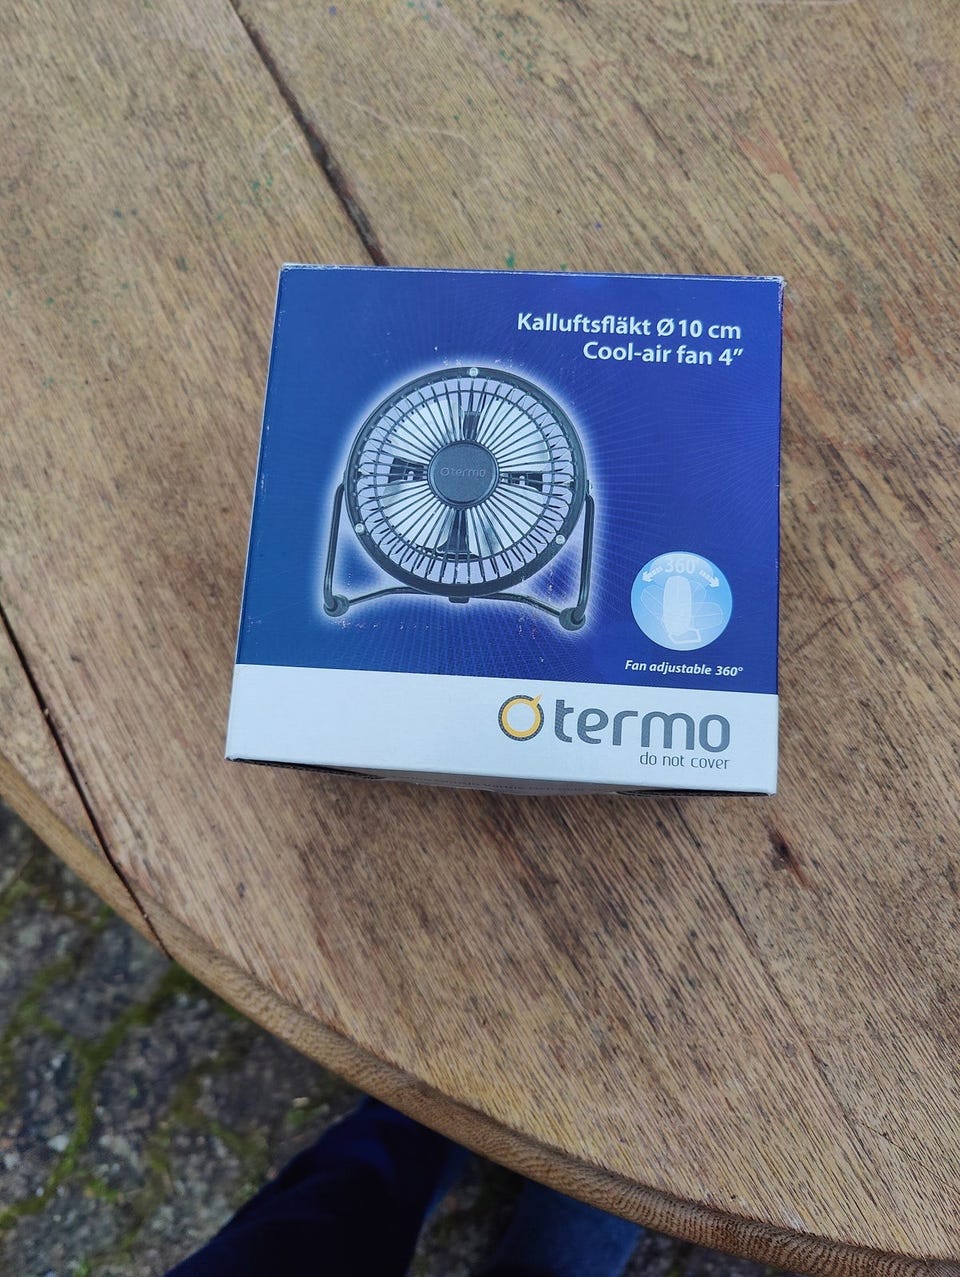 Kalluftsfläkt Ø10 cm
Cool-air fan 4”
termo
360°
Fan adjustable 360°
termo
do not cover